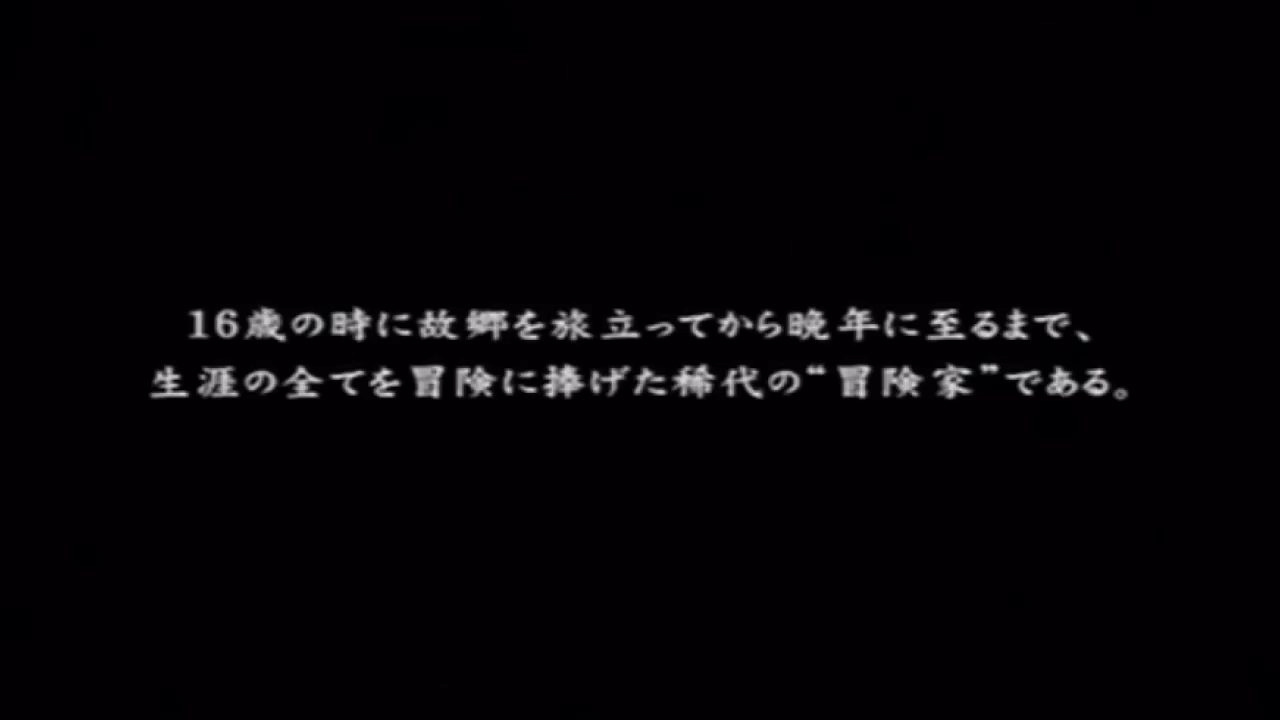 16歳の時に故郷を旅立ってから晩年に至るまで、
生涯の全てを冒険に捧げた稀代の“冒険家”である。